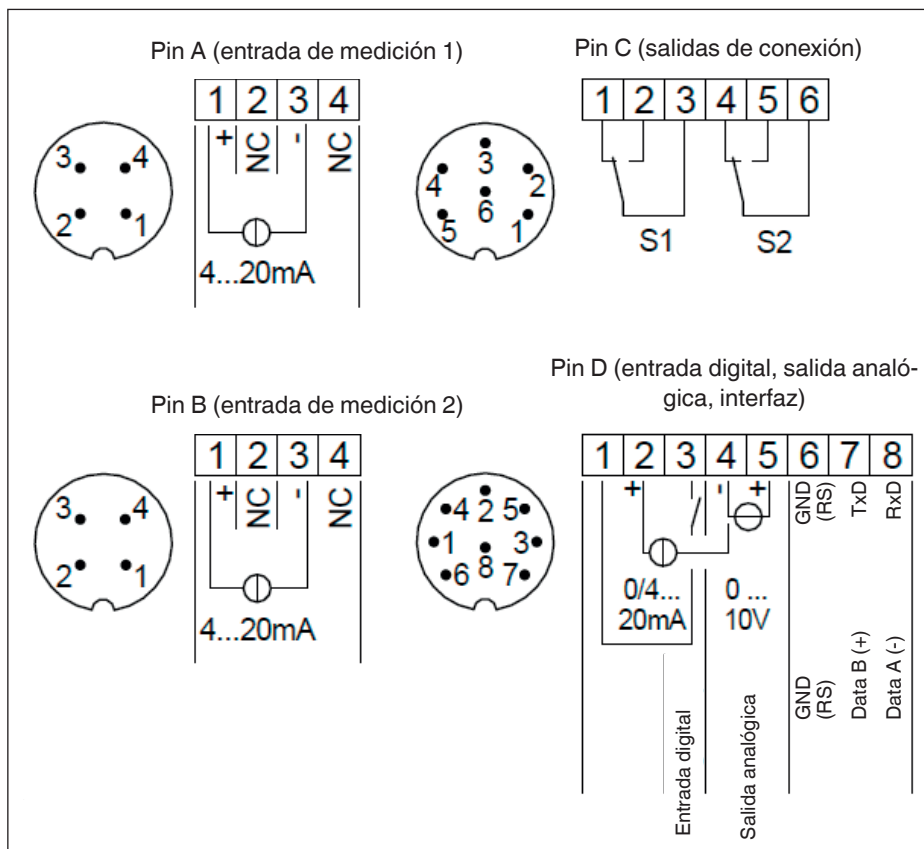 Pin A (entrada de medición 1)
1 2 3 4
+ NC - NC
3 4
2 1
4...20mA
Pin C (salidas de conexión)
1 2 3 4 5 6
3
4 2
6
5 1
S1 S2
Pin B (entrada de medición 2)
1 2 3 4
+ NC - NC
3 4
2 1
4...20mA
Pin D (entrada digital, salida analó-
gica, interfaz)
1 2 3 4 5 6 7 8
4 2 5
1 3
6 8 7
+ - +
GND
(RS)
TxD
RxD
0/4...
20mA
0 ...
10V
Entrada digital
Salida analógica
GND
(RS)
Data B (+)
Data A (-)